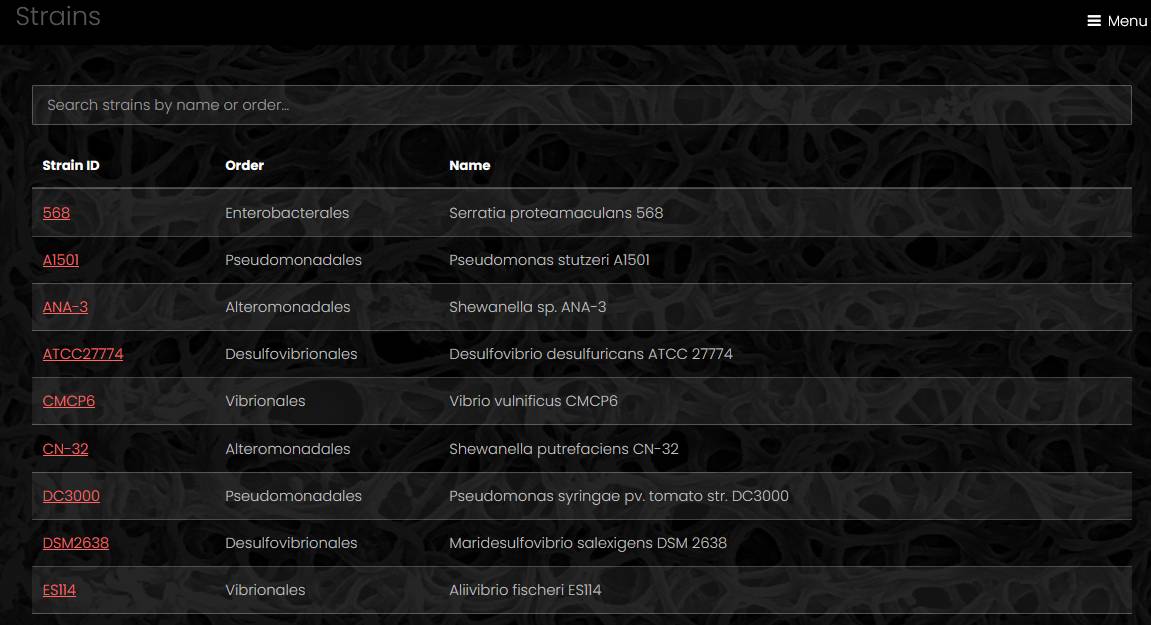 Strains
Menu
Search strains by name or order...
Strain ID Order Name
568 Enterobacterales Serratia proteamaculans 568
A1501 Pseudomonadales Pseudomonas stutzeri A1501
ANA-3 Alteromonadales Shewanella sp. ANA-3
ATCC27774 Desulfovibrionales Desulfovibrio desulfuricans ATCC 27774
CMCP6 Vibrionales Vibrio vulnificus CMCP6
CN-32 Alteromonadales Shewanella putrefaciens CN-32
DC3000 Pseudomonadales Pseudomonas syringae pv. tomato str. DC3000
DSM2638 Desulfovibrionales Maridesulfovibrio salexigens DSM 2638
ES114 Vibrionales Aliivibrio fischeri ES114